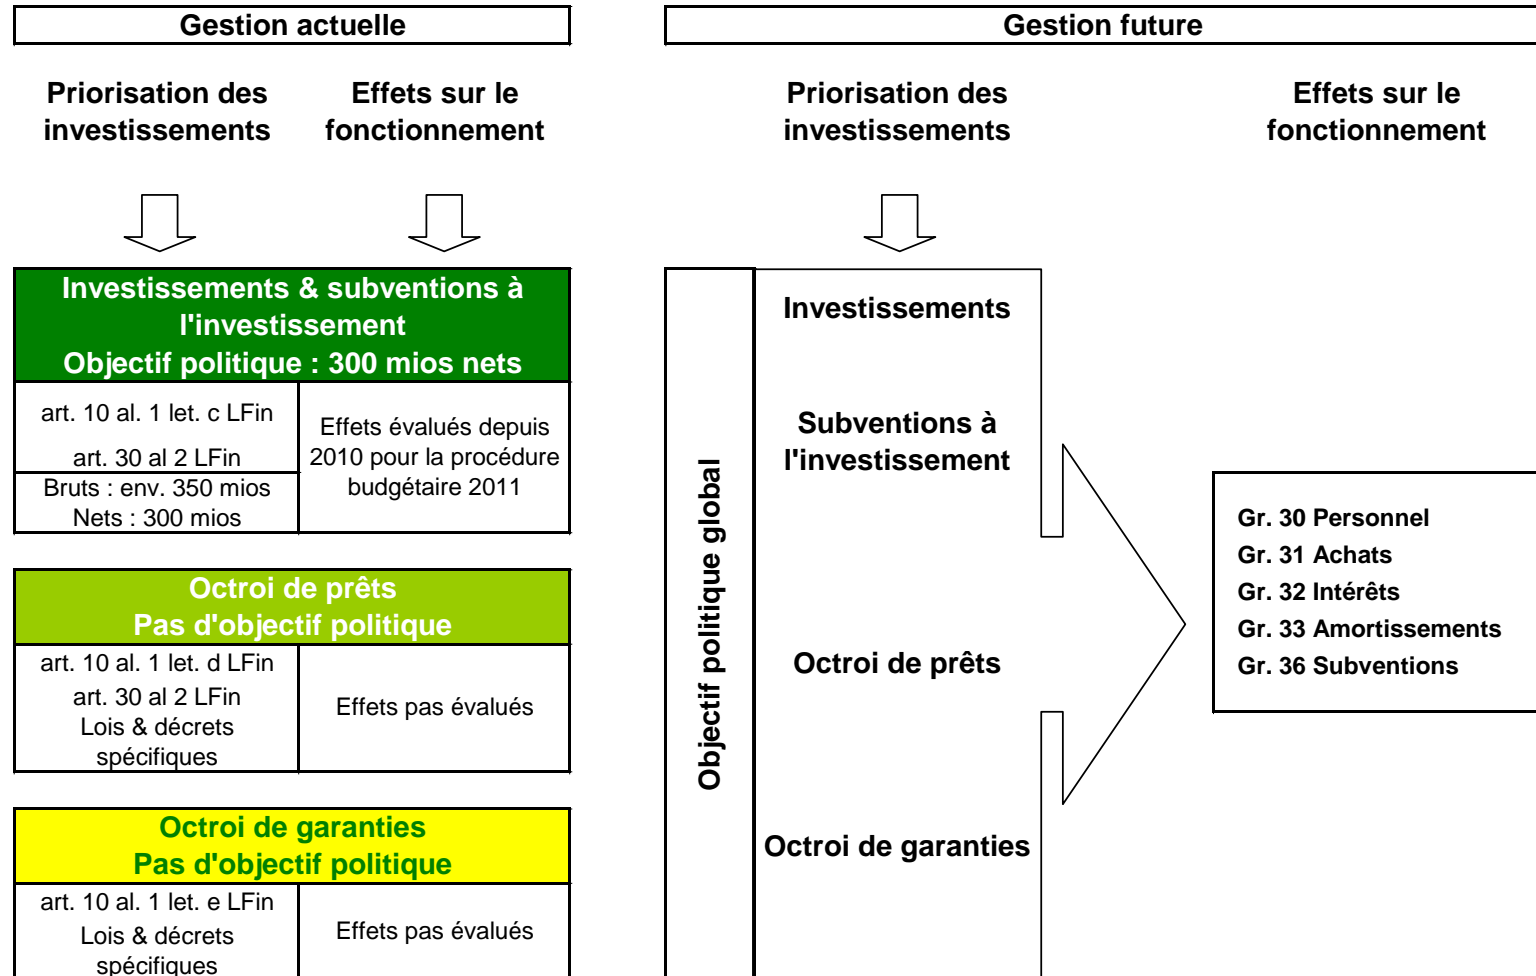 Gestion actuelle
Priorisation des
investissements
Effets sur le
fonctionnement
Investissements & subventions à
l'investissement
Objectif politique : 300 mios nets
art. 10 al. 1 let. c LFin
art. 30 al 2 LFin
Bruts : env. 350 mios
Nets : 300 mios
Effets évalués depuis
2010 pour la procédure
budgétaire 2011
Octroi de prêts
Pas d'objectif politique
art. 10 al. 1 let. d LFin
art. 30 al 2 LFin
Lois & décrets
spécifiques
Effets pas évalués
Octroi de garanties
Pas d'objectif politique
art. 10 al. 1 let. e LFin
Lois & décrets
spécifiques
Effets pas évalués
Gestion future
Priorisation des
investissements
Effets sur le
fonctionnement
Objectif politique global
Investissements
Subventions à
l'investissement
Octroi de prêts
Octroi de garanties
Gr. 30 Personnel
Gr. 31 Achats
Gr. 32 Intérêts
Gr. 33 Amortissements
Gr. 36 Subventions